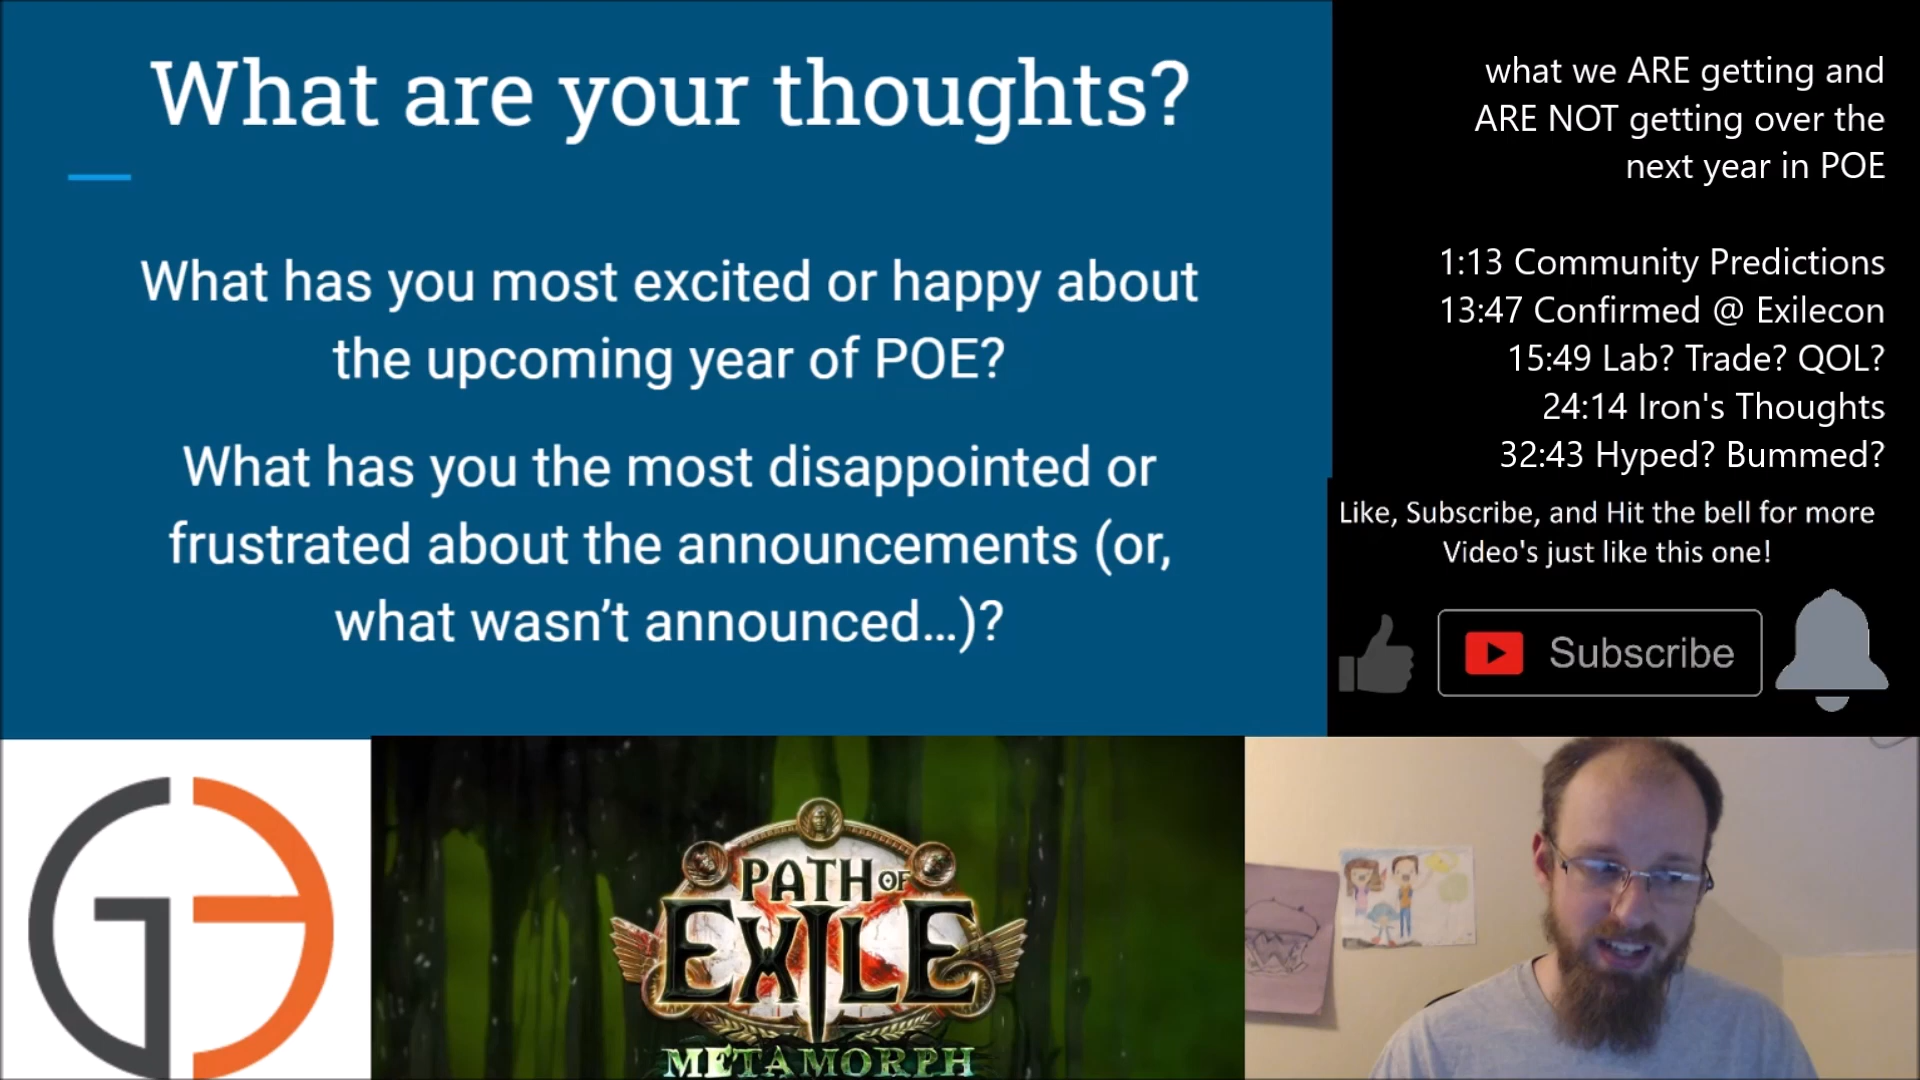 What are your thoughts?
What has you most excited or happy about
the upcoming year of POE?
What has you the most disappointed or
frustrated about the announcements (or,
what wasn’t announced...)?
what we ARE getting and
ARE NOT getting over the
next year in POE
1:13 Community Predictions
13:47 Confirmed @ Exilecon
15:49 Lab? Trade? QOL?
24:14 Iron's Thoughts
32:43 Hyped? Bummed?
Like, Subscribe, and Hit the bell for more
Video's just like this one!
Subscribe
PATH OF
EXILE
METAMORPH